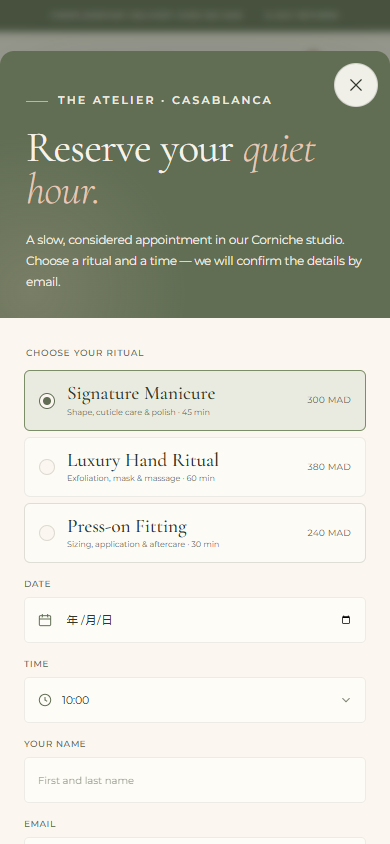 THE ATELIER · CASABLANCA
Reserve your quiet
hour.
A slow, considered appointment in our Corniche studio.
Choose a ritual and a time — we will confirm the details by
email.
CHOOSE YOUR RITUAL
Signature Manicure
Shape, cuticle care & polish · 45 min
300 MAD
Luxury Hand Ritual
Exfoliation, mask & massage · 60 min
380 MAD
Press-on Fitting
Sizing, application & aftercare · 30 min
240 MAD
DATE
年 /月/日
TIME
10:00
YOUR NAME
First and last name
EMAIL